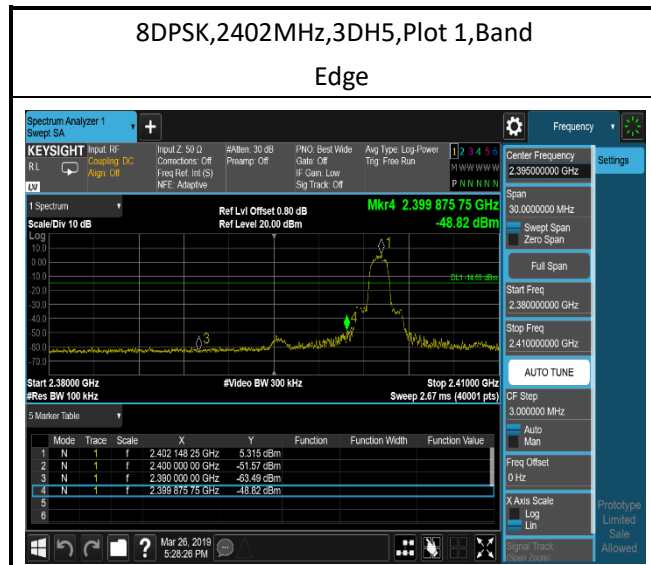 8DPSK,2402MHz,3DH5,Plot 1,Band
Edge
Spectrum Analyzer 1
Swept SA
+
Frequency
KEYSIGHT
RL
Input: RF
Coupling: DC
Align: Off
Input Z: 50 Ω
Corrections: Off
Freq Ref: Int (S)
NFE: Adaptive
#Atten: 30 dB
Preamp: Off
PNO: Best Wide
Gate: Off
IF Gain: Low
Sig Track: Off
Avg Type: Log-Power
Trig: Free Run
1 2 3 4 5 6
M W W W W W
P N N N N N
1 Spectrum
Scale/Div 10 dB
Ref Lvl Offset 0.80 dB
Ref Level 20.00 dBm
Mkr4 2.399 875 75 GHz
-48.82 dBm
Log
10.0
0.00
-10.0
-20.0
-30.0
-40.0
-50.0
-60.0
-70.0
1
DL1 -14.69 dBm
4
3
Start 2.38000 GHz
#Res BW 100 kHz
#Video BW 300 kHz
Stop 2.41000 GHz
Sweep 2.67 ms (40001 pts)
5 Marker Table
Mode Trace Scale X Y Function Function Width Function Value
1 N 1 f 2.402 148 25 GHz 5.315 dBm
2 N 1 f 2.400 000 00 GHz -51.57 dBm
3 N 1 f 2.390 000 00 GHz -63.49 dBm
4 N 1 f 2.399 875 75 GHz -48.82 dBm
5
6
Center Frequency
2.395000000 GHz
Settings
Span
30.0000000 MHz
Swept Span
Zero Span
Full Span
Start Freq
2.380000000 GHz
Stop Freq
2.410000000 GHz
AUTO TUNE
CF Step
3.000000 MHz
Auto
Man
Freq Offset
0 Hz
X Axis Scale
Log
Lin
Signal Track
(Span Zoom)
Prototype
Limited
Sale
Allowed
?
Mar 26, 2019
5:28:26 PM